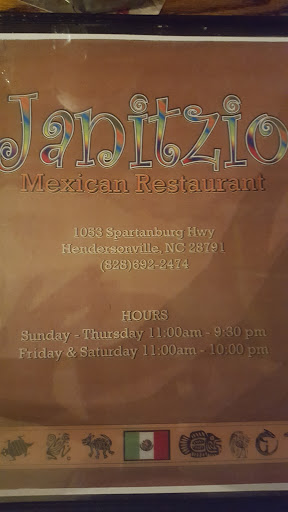 Janitzio
Mexican Restaurant
1083 Spartanburg Hwy
Hendersonville, NC 28791
(828)692-2474
HOURS
Sunday - Thursday 11:00am - 9:30 pm
Friday & Saturday 11:00am - 10:00 pm